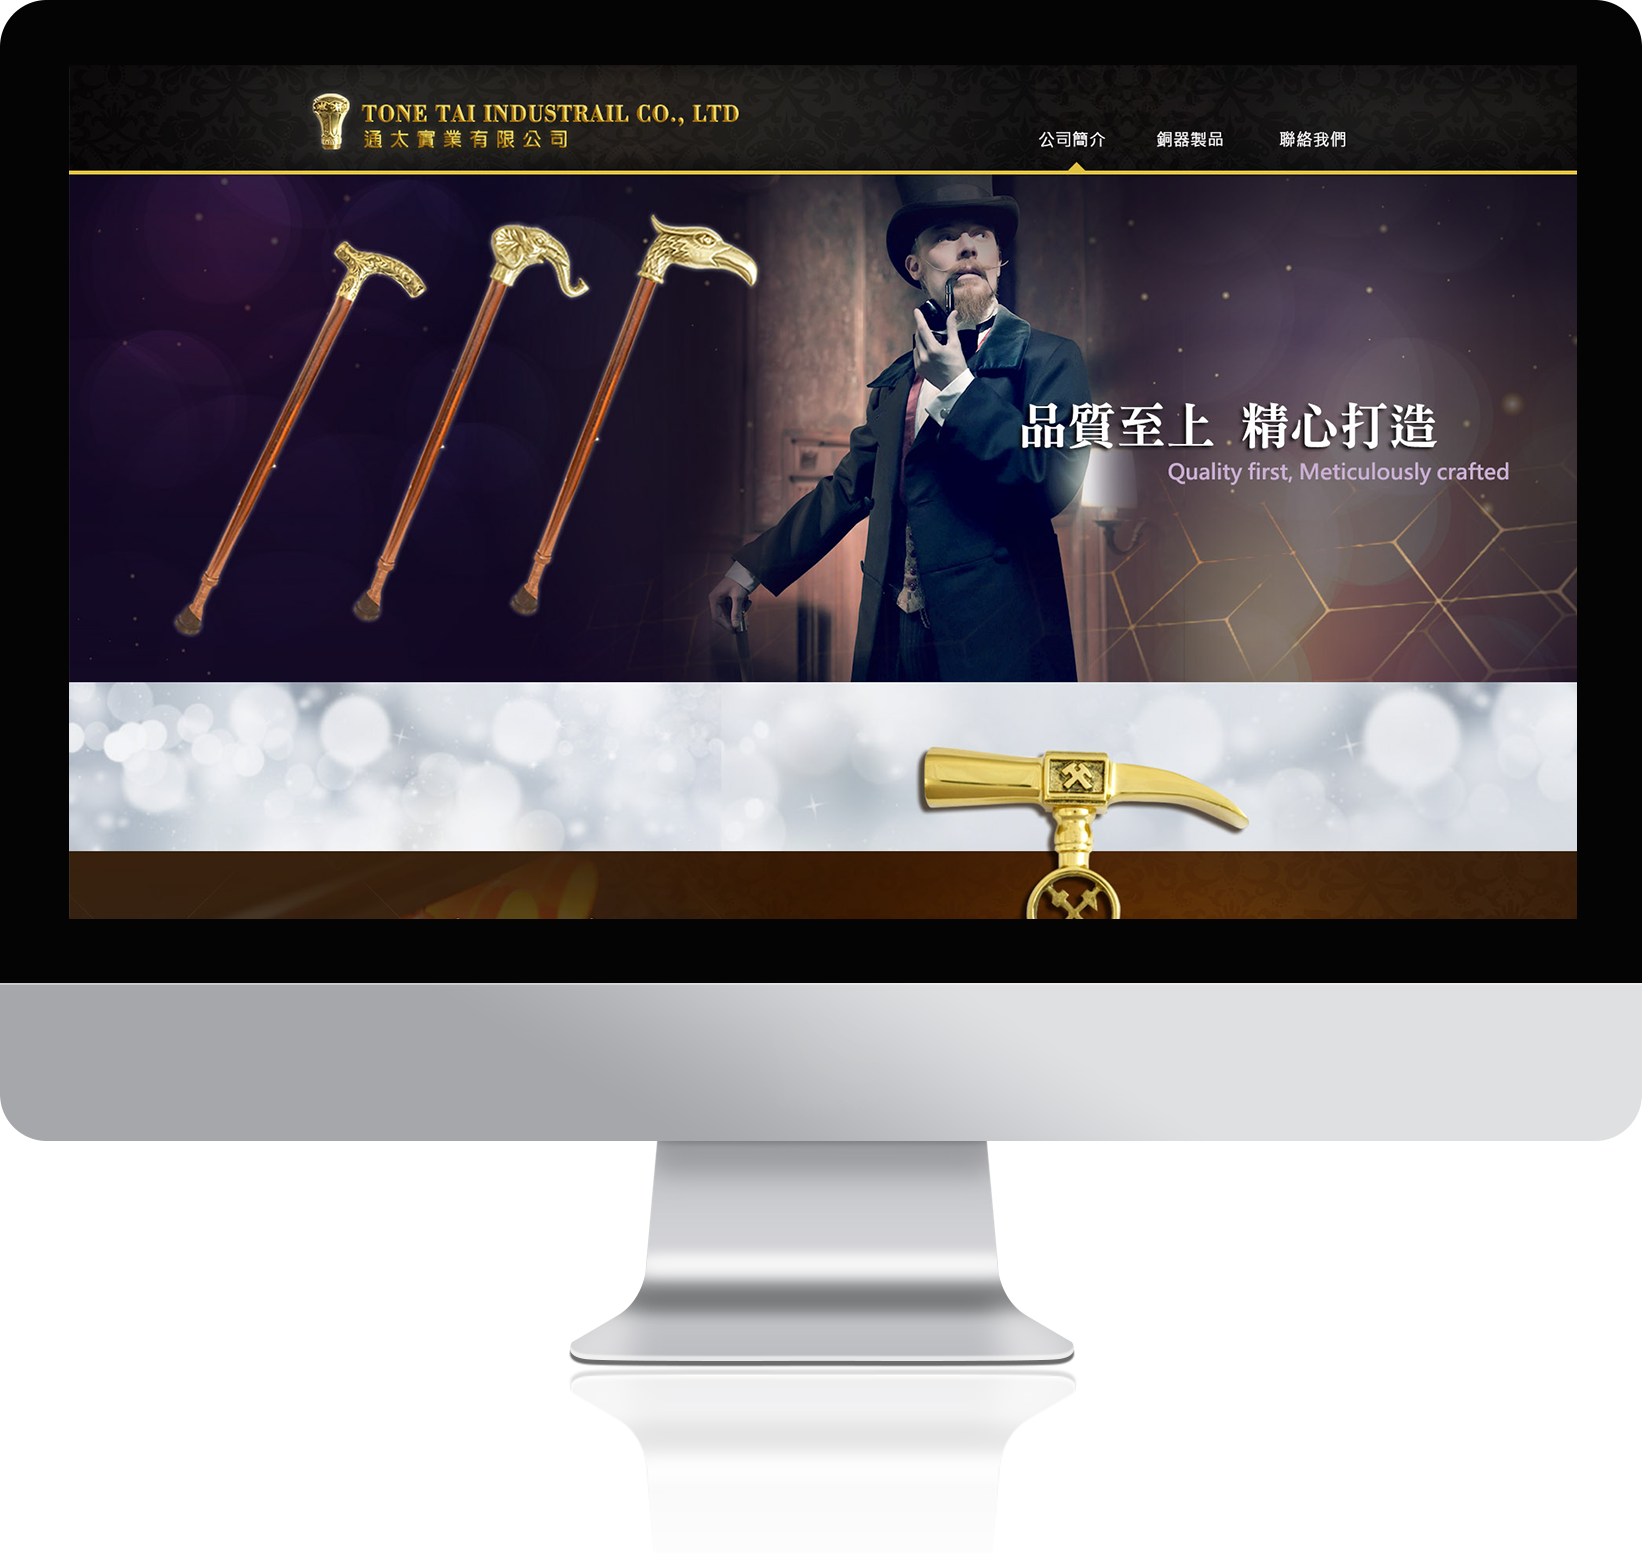 TONE TAI INDUSTRAIL CO., LTD
通太實業有限公司
公司簡介 銅器製品 聯絡我們
品質至上 精心打造
Quality first, Meticulously crafted